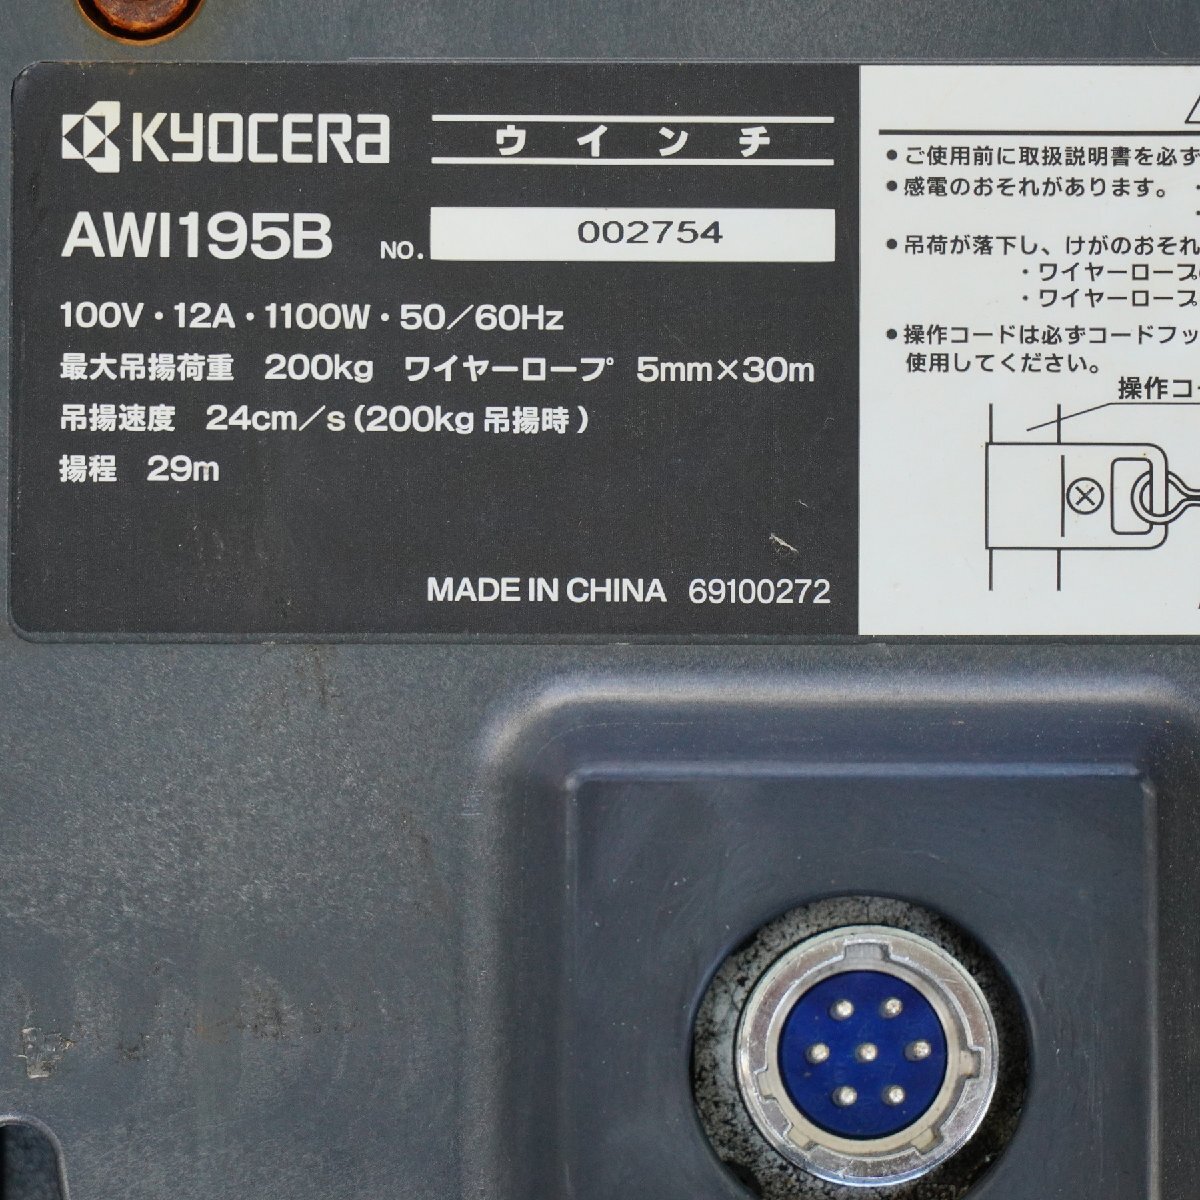 KYOCERA
ウインチ
AWI195B
NO. 002754
100V・12A・1100W・50/60Hz
最大吊揚荷重 200kg ワイヤーロープ 5mm×30m
吊揚速度 24cm/s(200kg 吊揚時)
揚程 29m
MADE IN CHINA 69100272
●ご使用前に取扱説明書を必ず
●感電のおそれがあります。
●吊荷が落下し、けがのおそれ
・ワイヤーロープ
・ワイヤーロープ
●操作コードは必ずコードフッ
使用してください。
操作コ